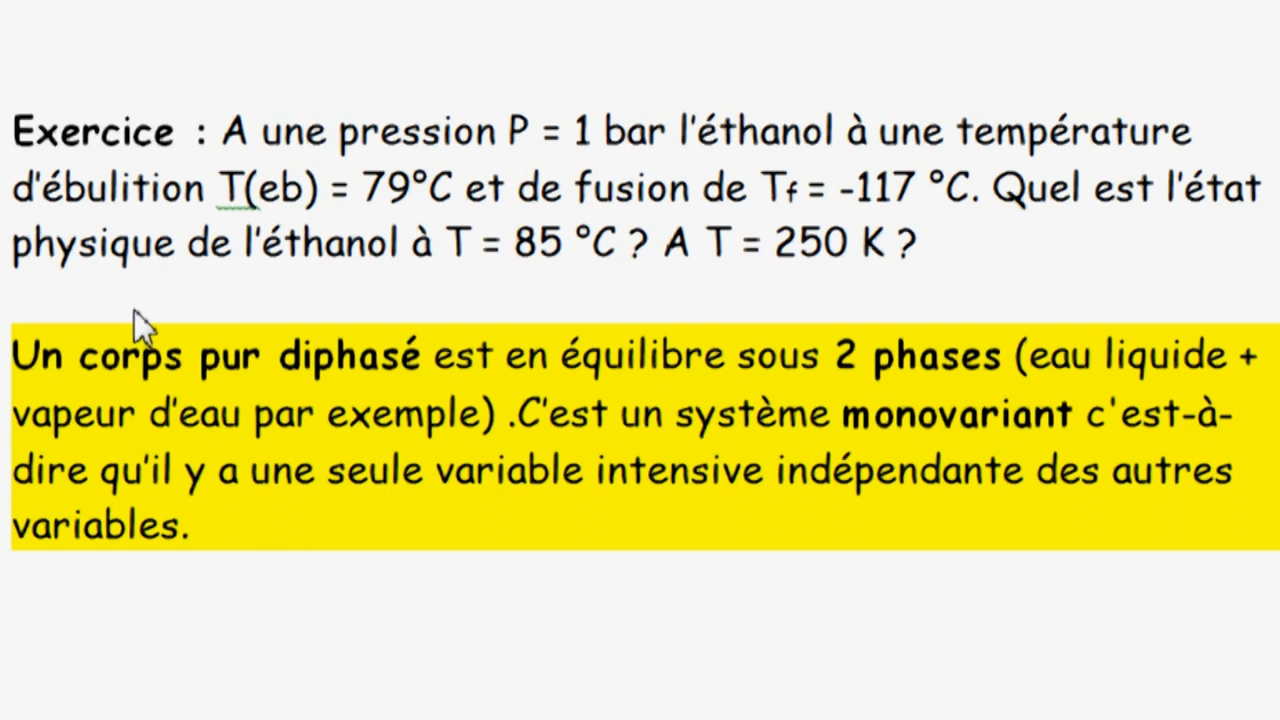 Exercice : A une pression P = 1 bar l'éthanol à une température
d'ébulition T(eb) = 79°C et de fusion de Tf = -117 °C. Quel est l'état
physique de l'éthanol à T = 85 °C ? A T = 250 K ?
Un corps pur diphasé est en équilibre sous 2 phases (eau liquide +
vapeur d'eau par exemple) .C'est un système monovariant c'est-à-
dire qu'il y a une seule variable intensive indépendante des autres
variables.